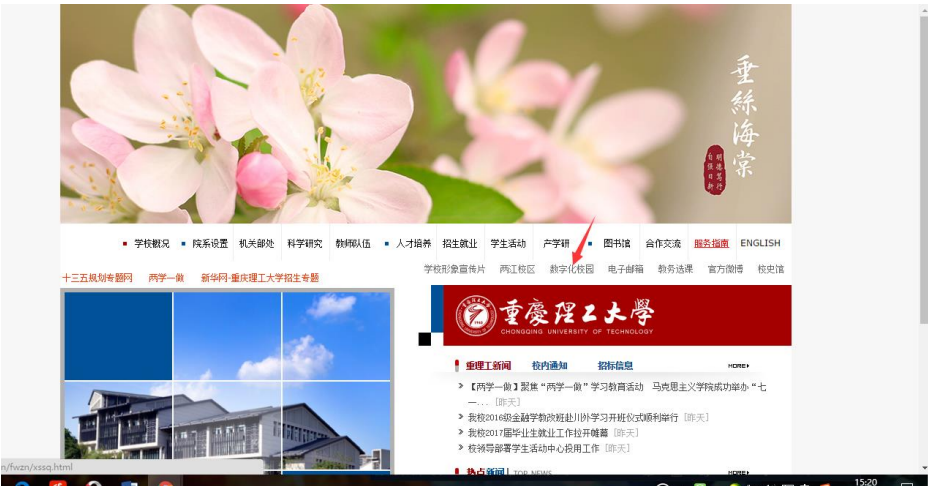 垂絲海棠
明德笃行
自强日新
学校概况 院系设置 机关部处 科学研究 教师队伍 人才培养 招生就业 学生活动 产学研 图书馆 合作交流 服务指南 ENGLISH
学校形象宣传片 两江校区 数字化校园 电子邮箱 教务选课 官方微博 校史馆
十三五规划专题网 两学一做 新华网-重庆理工大学招生专题
重慶理工大學
CHONGQING UNIVERSITY OF TECHNOLOGY
重理工新闻 校内通知 招标信息 MORE
【两学一做】聚焦“两学一做”学习教育活动 马克思主义学院成功举办“七
一... [昨天]
我校2016级金融学教改班赴川外学习开班仪式顺利举行 [昨天]
我校2017届毕业生就业工作拉开帷幕 [昨天]
校领导部署学生活动中心投用工作 [昨天]
热点新闻 | TOP NEWS MORE
n/fwzn/xssq.html
15:20